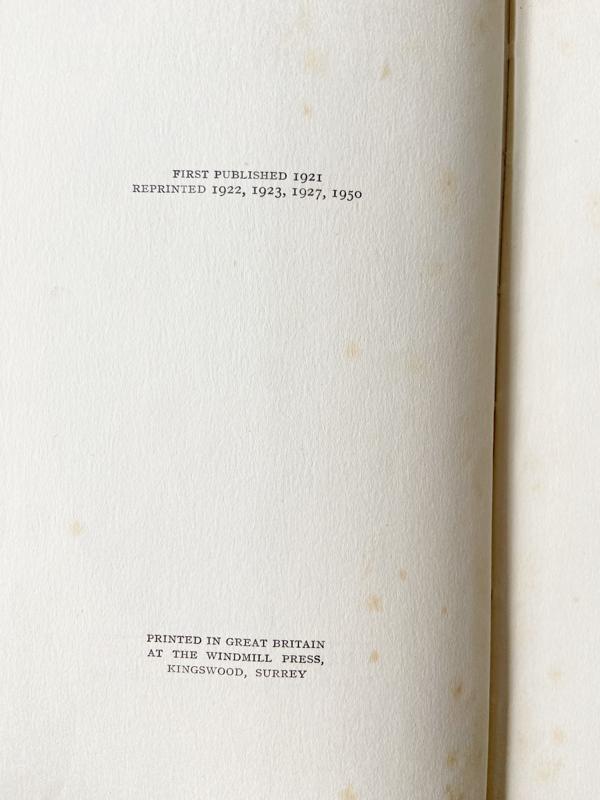 FIRST PUBLISHED 1921
REPRINTED 1922, 1923, 1927, 1950
PRINTED IN GREAT BRITAIN
AT THE WINDMILL PRESS,
KINGSWOOD, SURREY